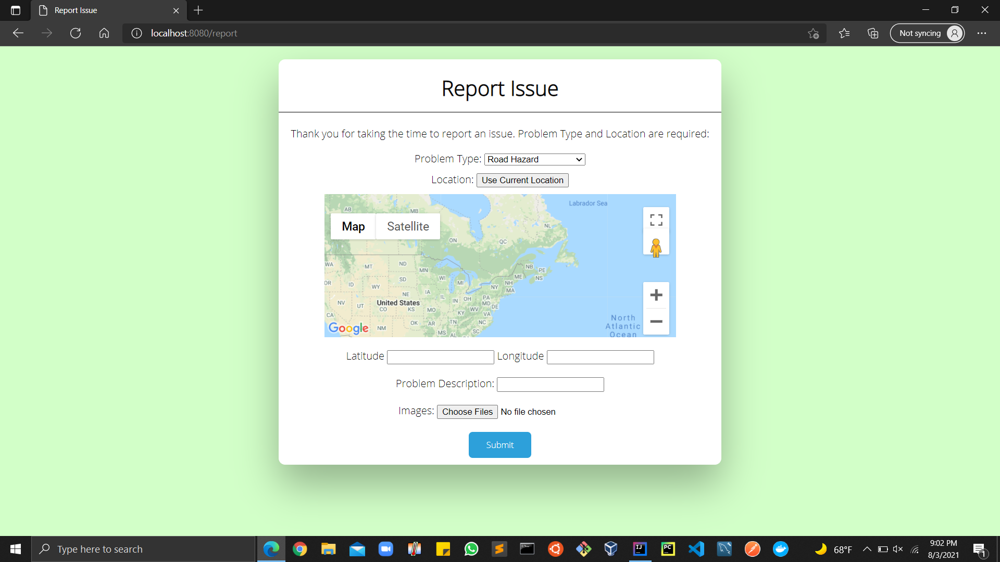 Report Issue
localhost:8080/report
Not syncing
Report Issue
Thank you for taking the time to report an issue. Problem Type and Location are required:
Problem Type: Road Hazard
Location: Use Current Location
Labrador Sea
AB
MB
Map Satellite
NL
ON
QC
WA
MT
ND
MN
NB
PE
OR
ID
WY
SD
WI
MI
NY
NH
ME
NS
MA
NV
UT
NE
IA
IL
IN
OH
PA
MD
DE
United States
CO
KS
MO
KY
WV
VA
CA
Google
NM
OK
AR
TN
NC
MS
AL
SC
North
Atlantic
Ocean
Latitude Longitude
Problem Description:
Images: Choose Files No file chosen
Submit
Type here to search
IJ
PC
68°F
9:02 PM
8/3/2021
1